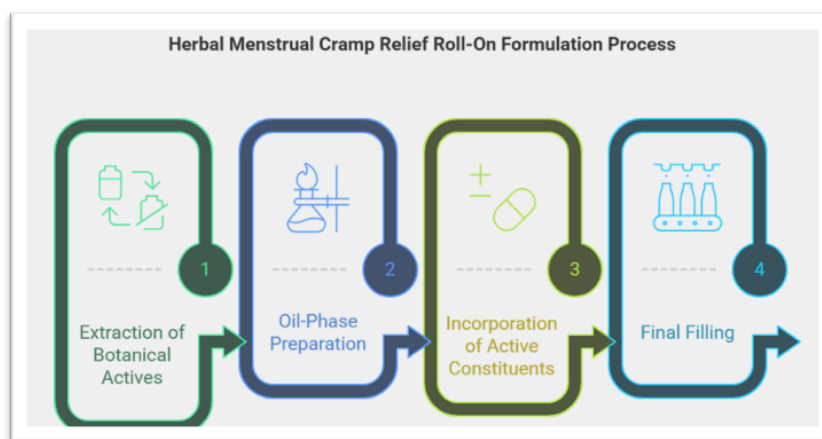 Herbal Menstrual Cramp Relief Roll-On Formulation Process
1
Extraction of
Botanical
Actives
2
Oil-Phase
Preparation
3
Incorporation
of Active
Constituents
4
Final Filling